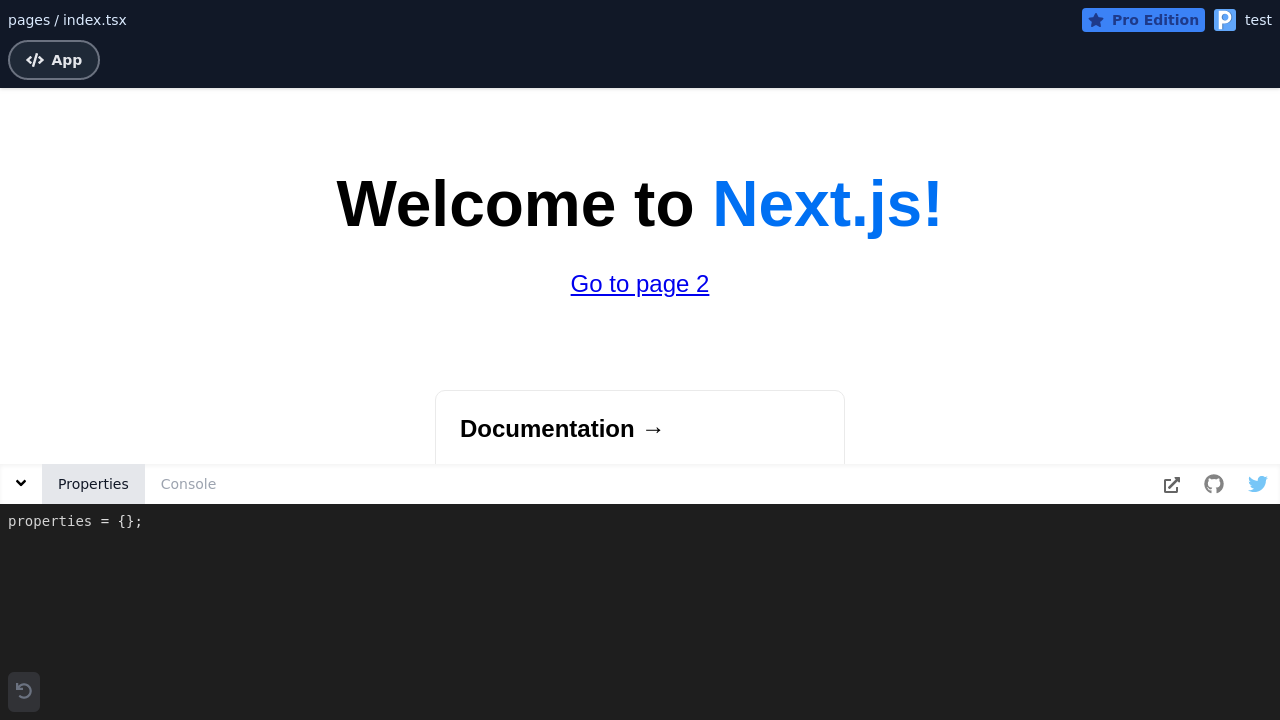 pages / index.tsx
Pro Edition
test
App
Welcome to Next.js!
Go to page 2
Documentation →
Properties
Console
properties = {};